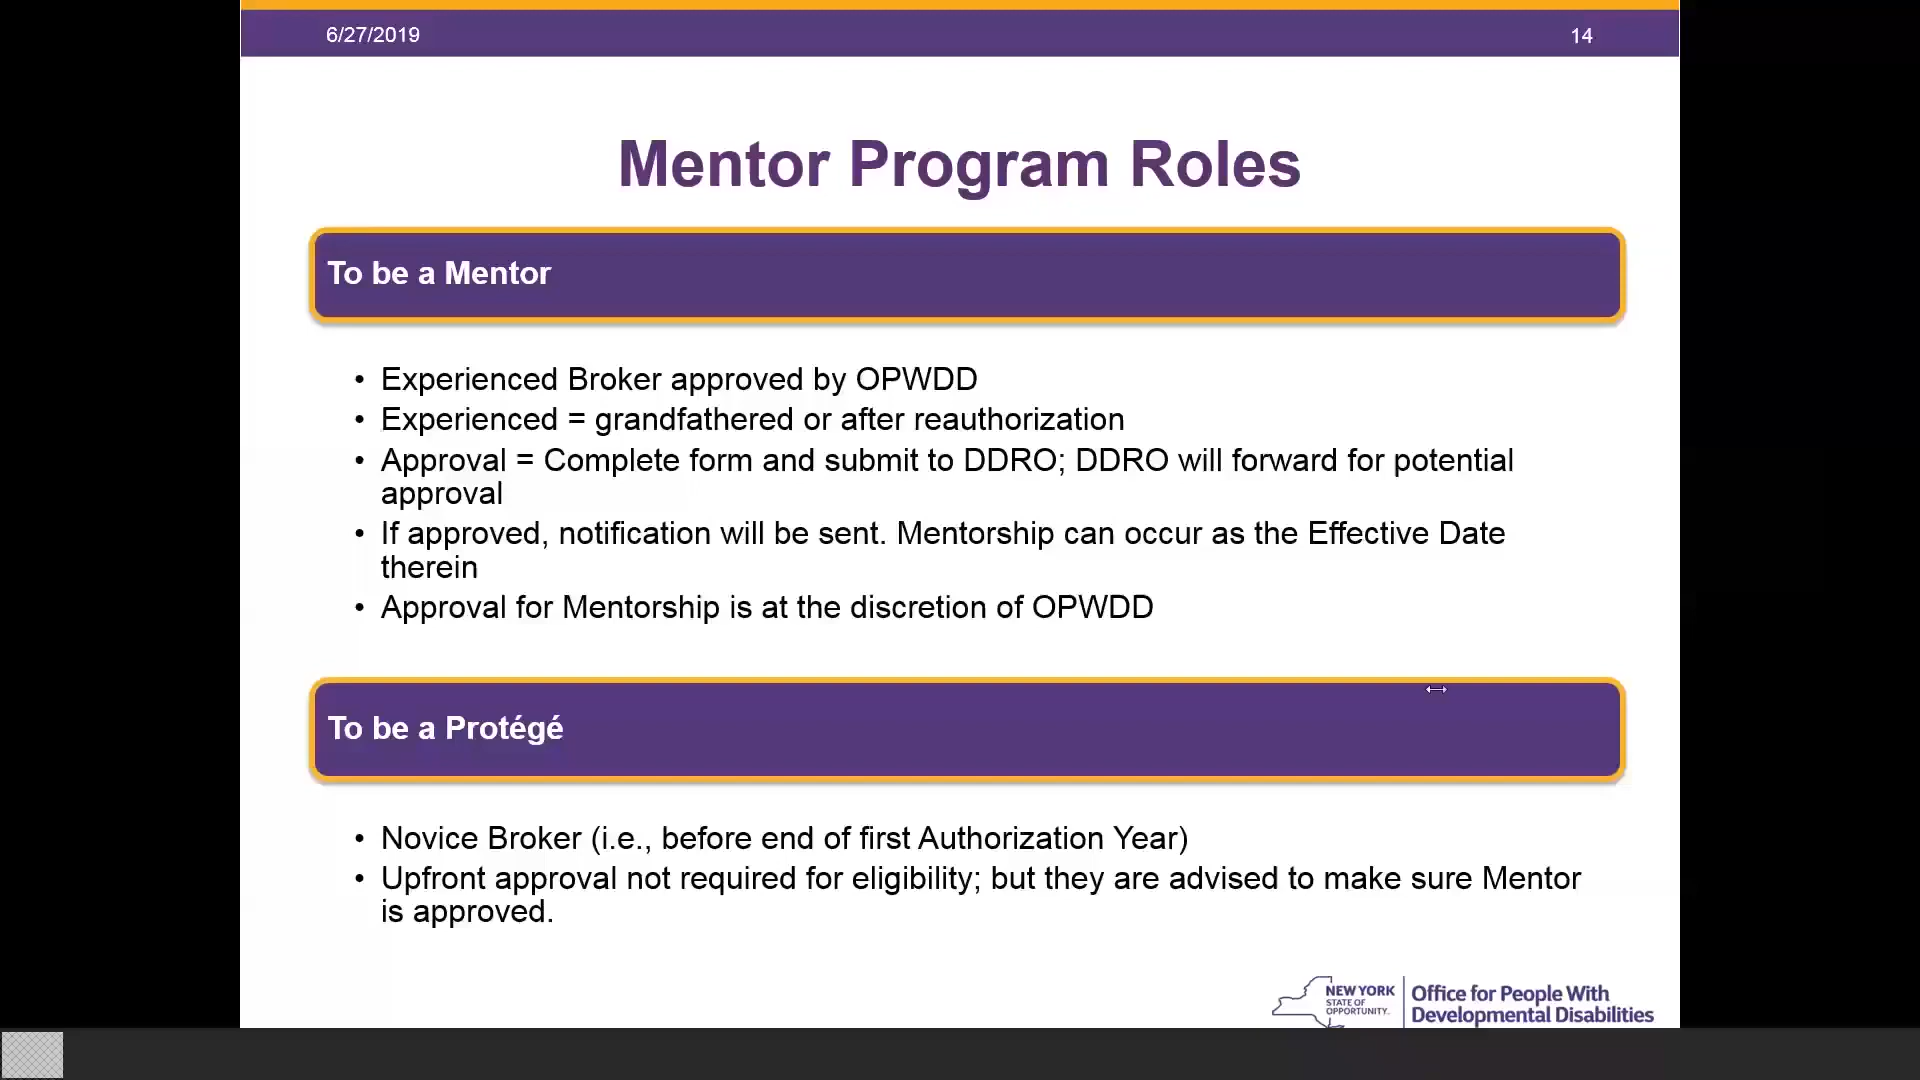 6/27/2019
14
Mentor Program Roles
To be a Mentor
• Experienced Broker approved by OPWDD
• Experienced = grandfathered or after reauthorization
• Approval = Complete form and submit to DDRO; DDRO will forward for potential
approval
• If approved, notification will be sent. Mentorship can occur as the Effective Date
therein
• Approval for Mentorship is at the discretion of OPWDD
To be a Protégé
• Novice Broker (i.e., before end of first Authorization Year)
• Upfront approval not required for eligibility; but they are advised to make sure Mentor
is approved.
NEW YORK
STATE OF
OPPORTUNITY.
Office for People With
Developmental Disabilities